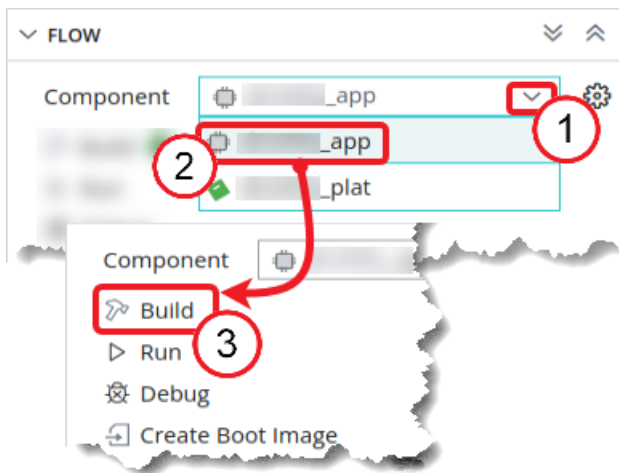 FLOW
Component _app
1
2 _app
_plat
Component
Build
3
Run
Debug
Create Boot Image